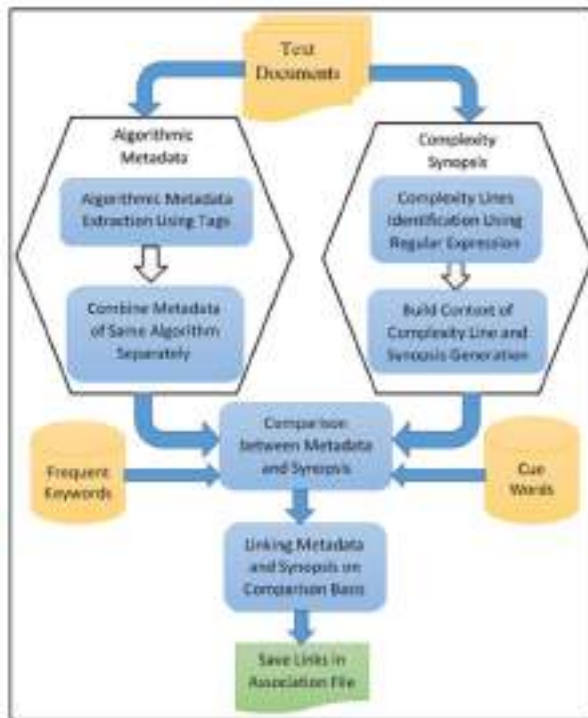 Text
Documents
Algorithmic
Metadata
Algorithmic Metadata
Extraction Using Tags
Combine Metadata
of Same Algorithm
Separately
Complexity
Synopsis
Complexity Lines
Identification Using
Regular Expression
Build Context of
Complexity Line and
Synopsis Generation
Comparison
between Metadata
and Synopsis
Frequent
Keywords
Cue
Words
Linking Metadata
and Synopsis on
Comparison Basis
Save Links in
Association File